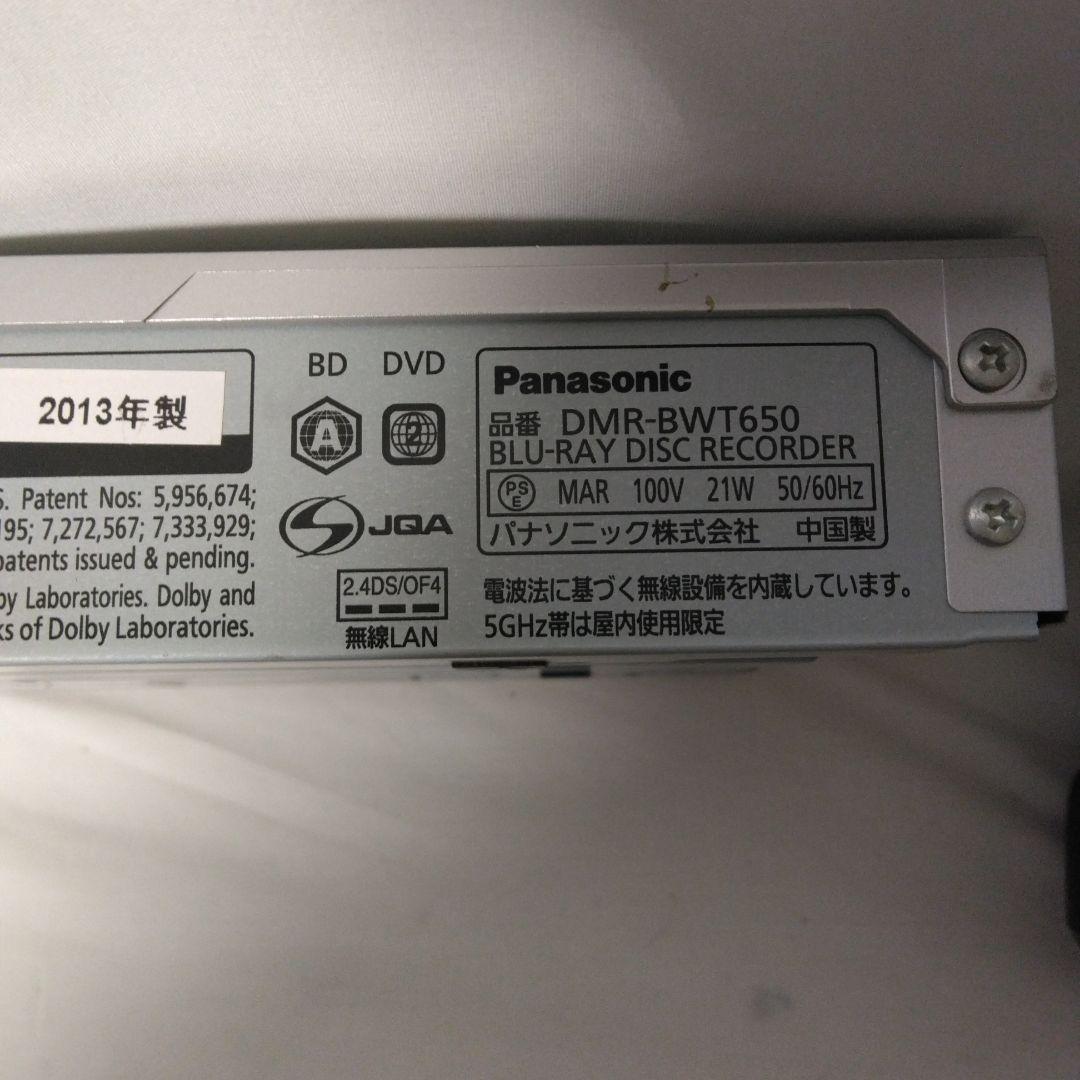 2013年製
S. Patent Nos: 5,956,674;
195; 7,272,567; 7,333,929;
patents issued & pending.
by Laboratories. Dolby and
ks of Dolby Laboratories.
BD DVD
A 2
S JQA
2.4DS/OF4
無線LAN
Panasonic
品番 DMR-BWT650
BLU-RAY DISC RECORDER
PSE MAR 100V 21W 50/60Hz
パナソニック株式会社 中国製
電波法に基づく無線設備を内蔵しています。
5GHz帯は屋内使用限定